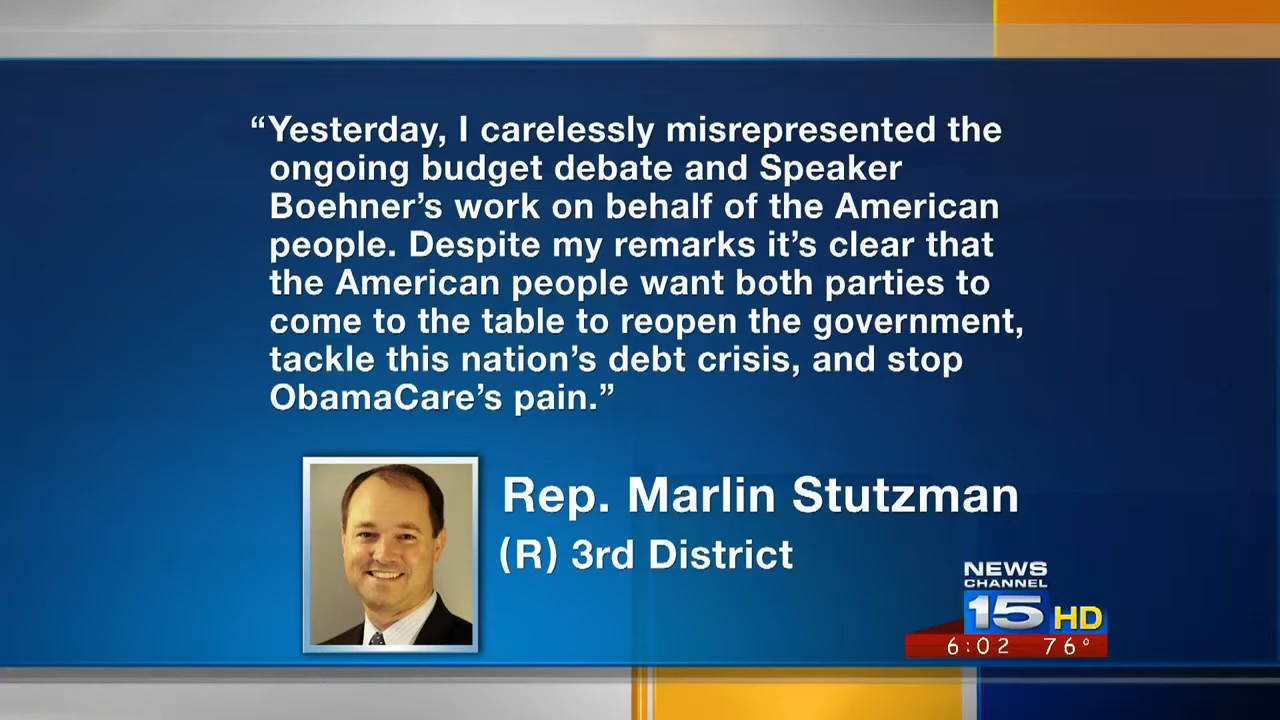 “Yesterday, I carelessly misrepresented the
ongoing budget debate and Speaker
Boehner’s work on behalf of the American
people. Despite my remarks it’s clear that
the American people want both parties to
come to the table to reopen the government,
tackle this nation’s debt crisis, and stop
ObamaCare’s pain.”
Rep. Marlin Stutzman
(R) 3rd District
NEWS
CHANNEL
15 HD
6:02 76°